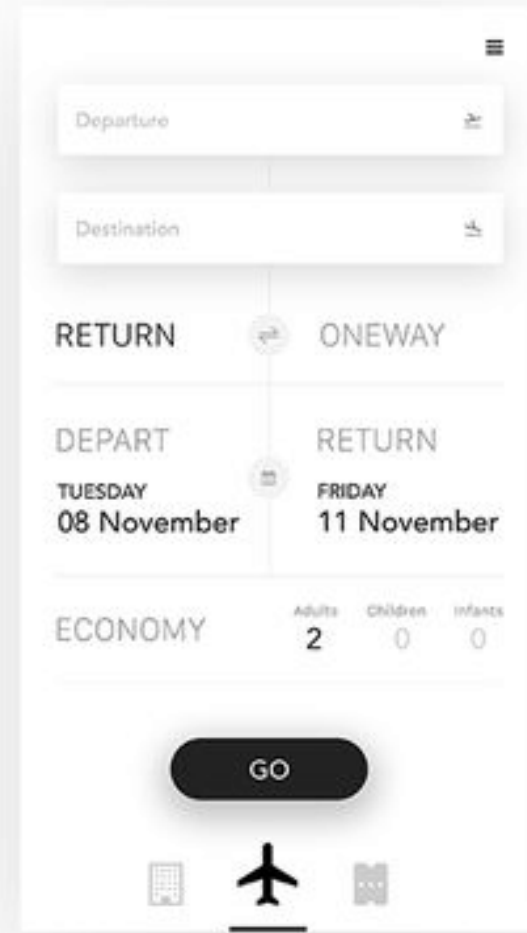 Departure
Destination
RETURN ONEWAY
DEPART RETURN
TUESDAY FRIDAY
08 November 11 November
Adults Children Infants
ECONOMY 2 0 0
GO